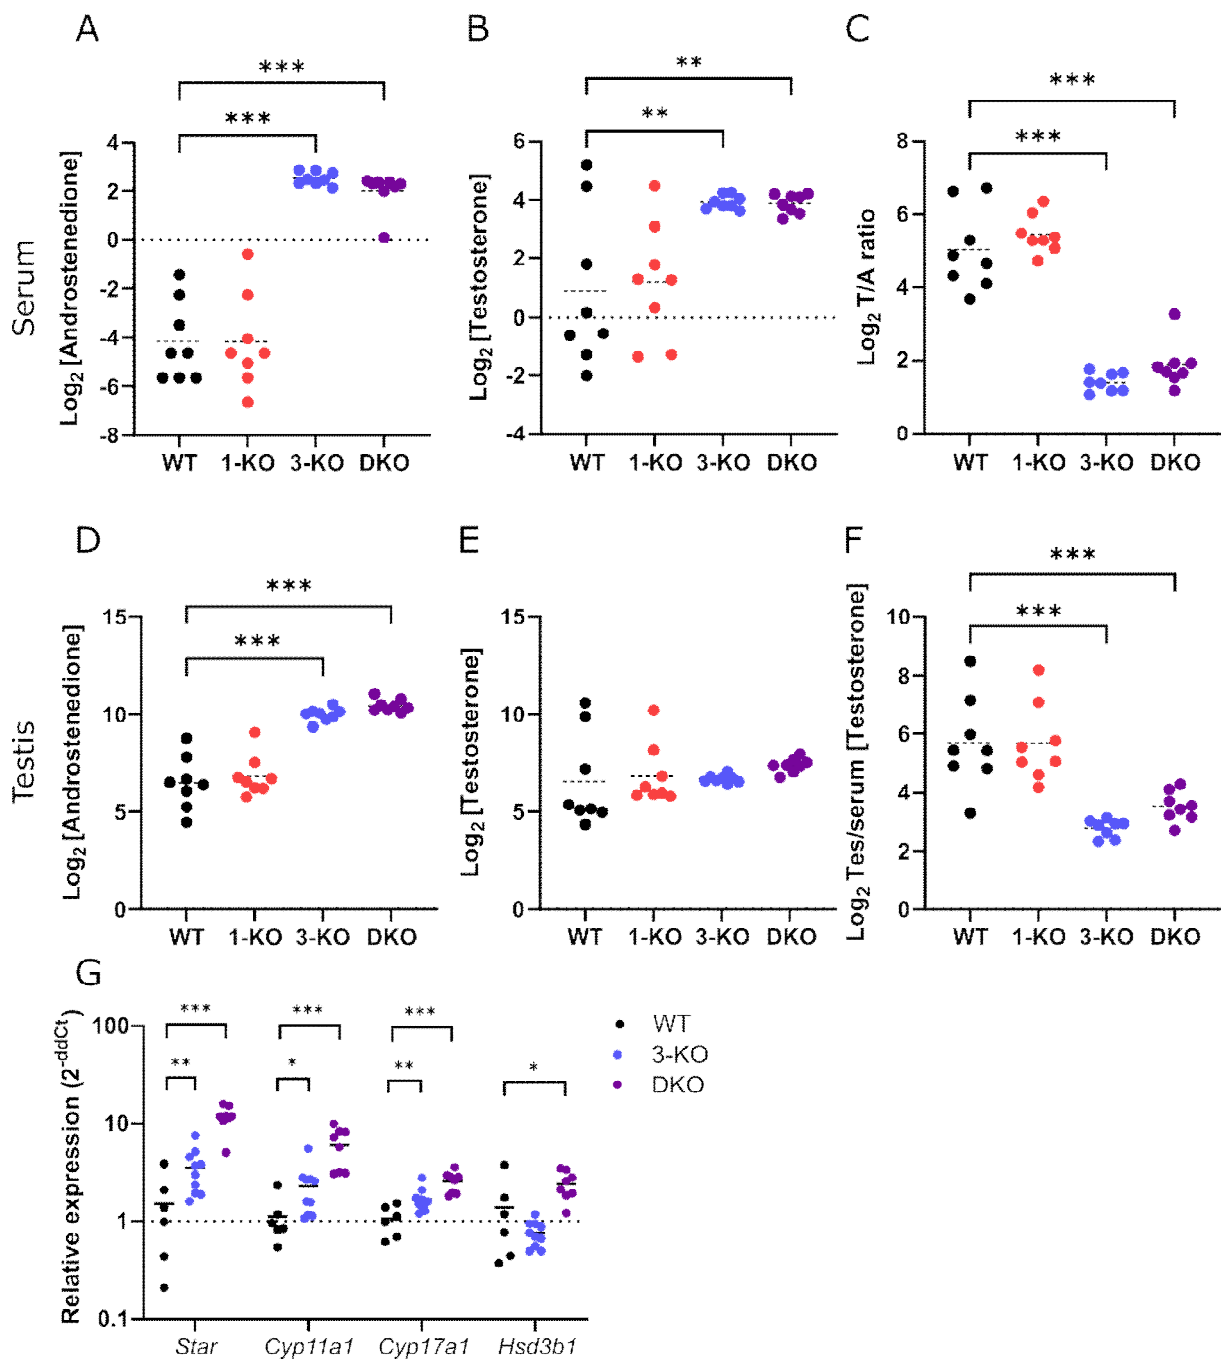 A
B
C
***
***
**
**
***
***
Serum
Log2 [Androstenedione]
4
2
0
-2
-4
-6
-8
WT 1-KO 3-KO DKO
Log2 [Testosterone]
6
4
2
0
-2
-4
WT 1-KO 3-KO DKO
Log2 T/A ratio
8
6
4
2
0
WT 1-KO 3-KO DKO
D
E
F
***
***
***
***
Testis
Log2 [Androstenedione]
15
10
5
0
WT 1-KO 3-KO DKO
Log2 [Testosterone]
15
10
5
0
WT 1-KO 3-KO DKO
Log2 Tes/serum [Testosterone]
10
8
6
4
2
0
WT 1-KO 3-KO DKO
G
Relative expression (2-ddCt)
100
10
1
0.1
***
**
***
*
***
**
*
Star Cyp11a1 Cyp17a1 Hsd3b1
WT
3-KO
DKO